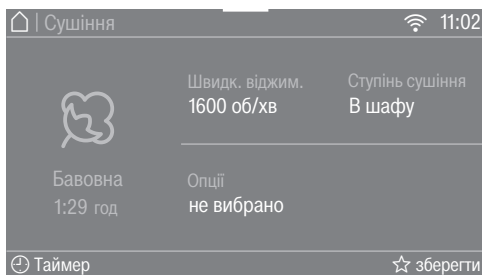 | Сушіння
11:02
Швидк. віджим.
1600 об/хв
Ступінь сушіння
В шафу
Бавовна
1:29 год
Опції
не вибрано
Таймер
зберегти